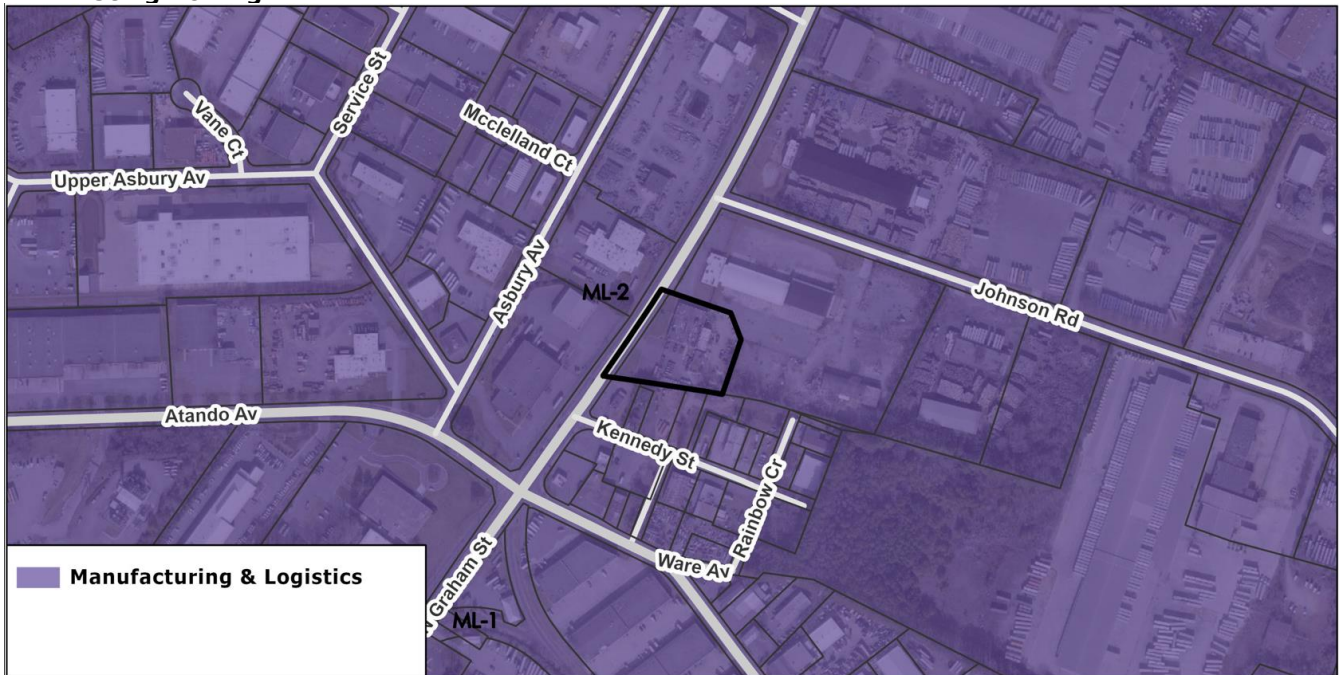 Service St
Vane Ct
Mcclelland Ct
Upper Asbury Av
Asbury Av
ML-2
Johnson Rd
Atando Av
Kennedy St
Rainbow Cr
Ware Av
Graham St
ML-1
Manufacturing & Logistics